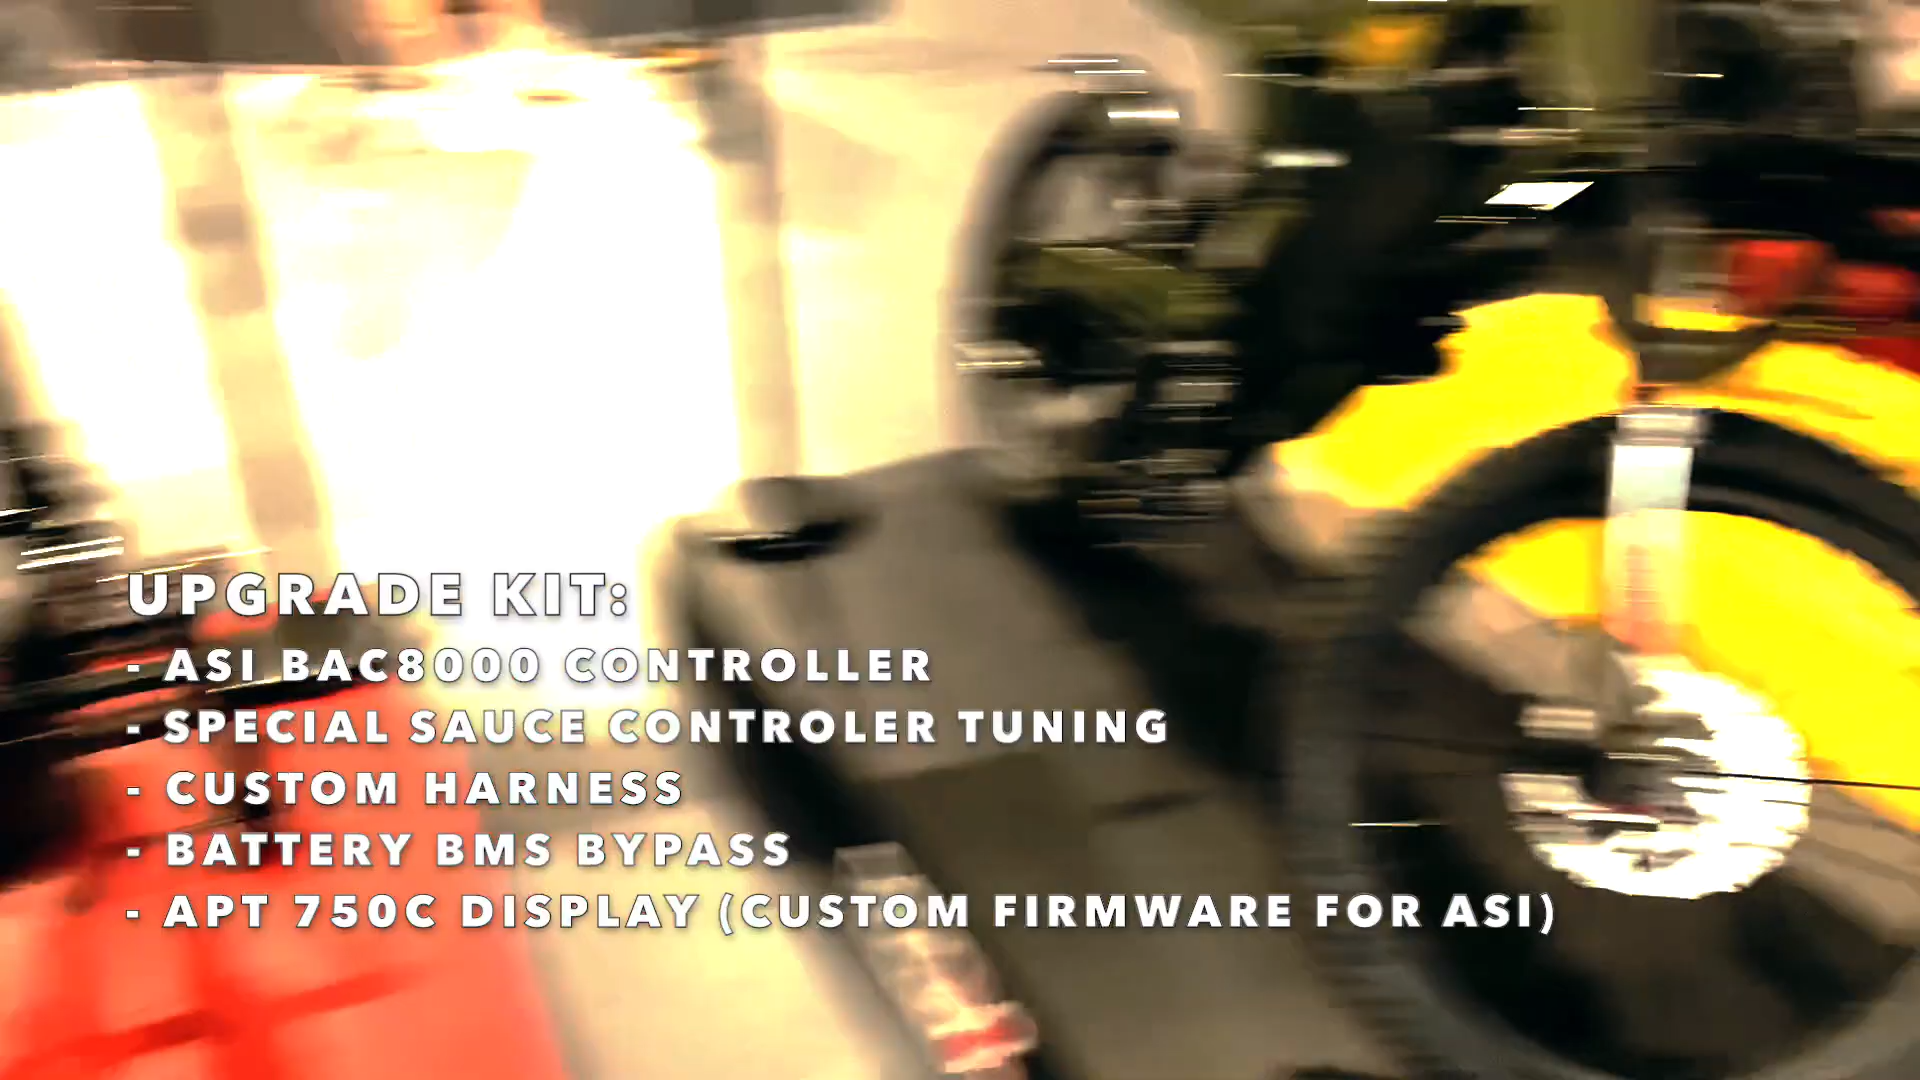 UPGRADE KIT:
- ASI BAC8000 CONTROLLER
- SPECIAL SAUCE CONTROLER TUNING
- CUSTOM HARNESS
- BATTERY BMS BYPASS
- APT 750C DISPLAY (CUSTOM FIRMWARE FOR ASI)